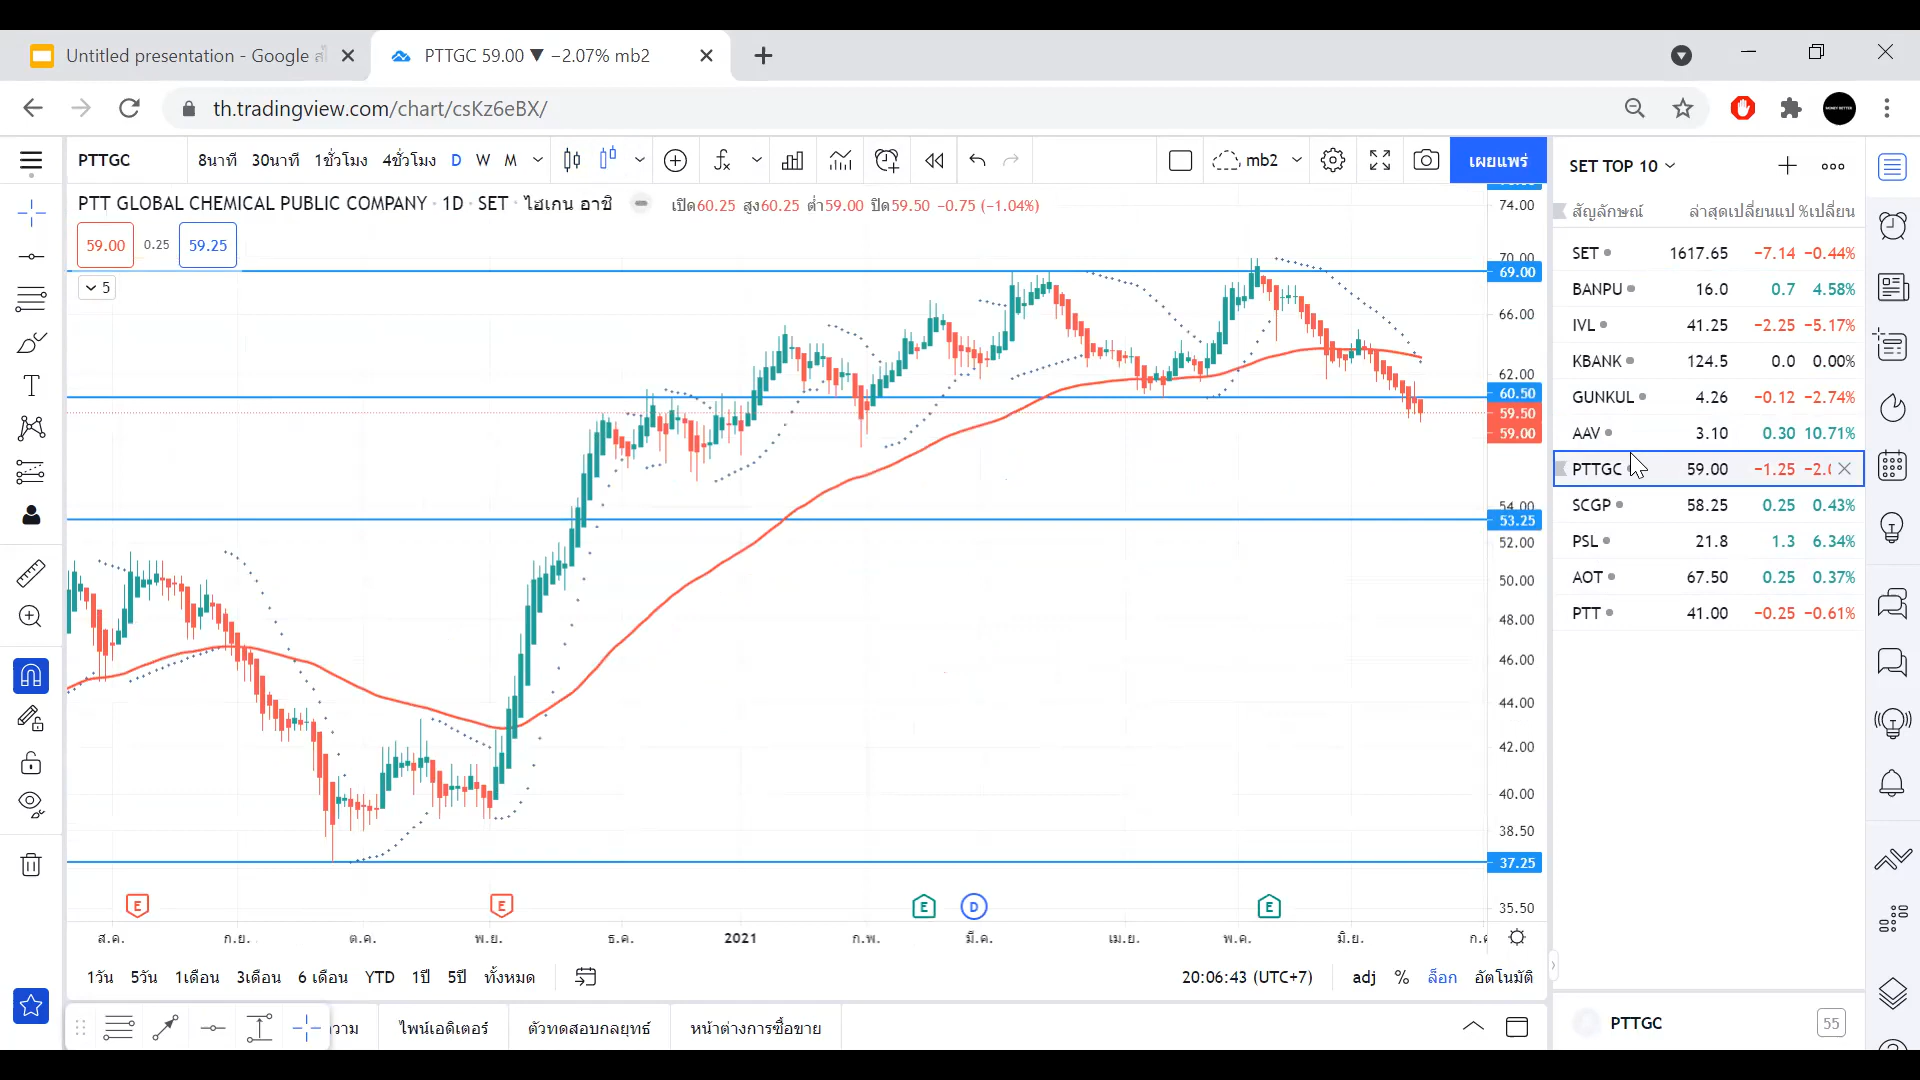 Untitled presentation - Google ส
PTTGC 59.00 ▼ −2.07% mb2
th.tradingview.com/chart/csKz6eBX/
PTTGC
8นาที 30นาที 1ชั่วโมง 4ชั่วโมง D W M
mb2
เผยแพร่
PTT GLOBAL CHEMICAL PUBLIC COMPANY · 1D · SET · ไฮเกน อาชิ
เปิด60.25 สูง60.25 ต่ำ59.00 ปิด59.50 −0.75 (−1.04%)
59.00 0.25 59.25
5
74.00
70.00
69.00
66.00
62.00
60.50
59.50
59.00
54.00
53.25
52.00
50.00
48.00
46.00
44.00
42.00
40.00
38.50
37.25
35.50
E E E D E
ส.ค. ก.ย. ต.ค. พ.ย. ธ.ค. 2021 ก.พ. มี.ค. เม.ย. พ.ค. มิ.ย. ก.ค
1วัน 5วัน 1เดือน 3เดือน 6 เดือน YTD 1ปี 5ปี ทั้งหมด
20:06:43 (UTC+7) adj % ล็อก อัตโนมัติ
วาม ไพน์เอดิเตอร์ ตัวทดสอบกลยุทธ์ หน้าต่างการซื้อขาย
SET TOP 10
สัญลักษณ์ ล่าสุด เปลี่ยนแป %เปลี่ยน
SET 1617.65 −7.14 −0.44%
BANPU 16.0 0.7 4.58%
IVL 41.25 −2.25 −5.17%
KBANK 124.5 0.0 0.00%
GUNKUL 4.26 −0.12 −2.74%
AAV 3.10 0.30 10.71%
PTTGC 59.00 −1.25 −2.0
SCGP 58.25 0.25 0.43%
PSL 21.8 1.3 6.34%
AOT 67.50 0.25 0.37%
PTT 41.00 −0.25 −0.61%
PTTGC 55